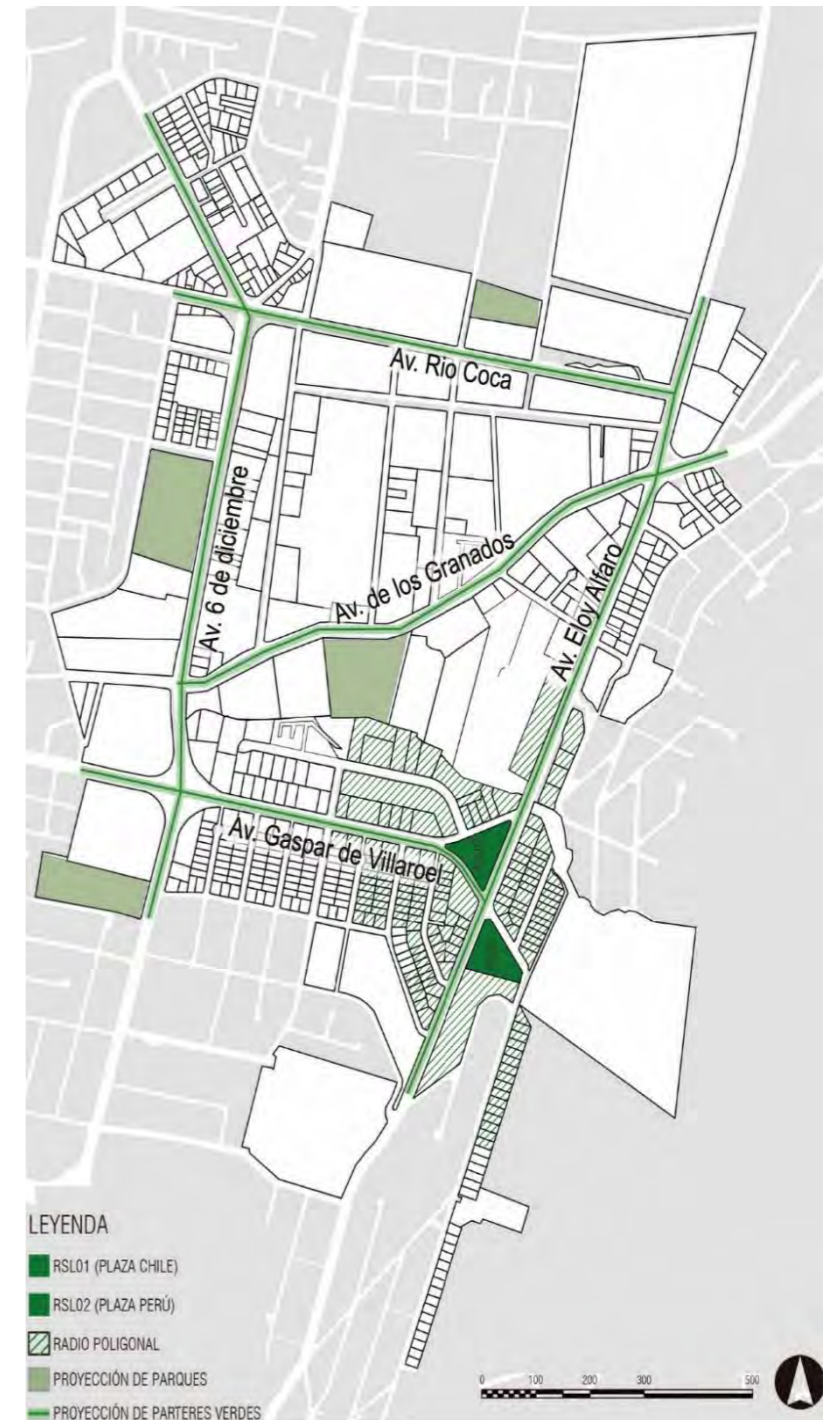 Av. Rio Coca
Av. 6 de diciembre
Av. de los Granados
Av. Eloy Alfaro
Av. Gaspar de Villaroel
LEYENDA
RSL01 (PLAZA CHILE)
RSL02 (PLAZA PERÚ)
RADIO POLIGONAL
PROYECCIÓN DE PARQUES
PROYECCIÓN DE PARTERES VERDES
0 100 200 300 500